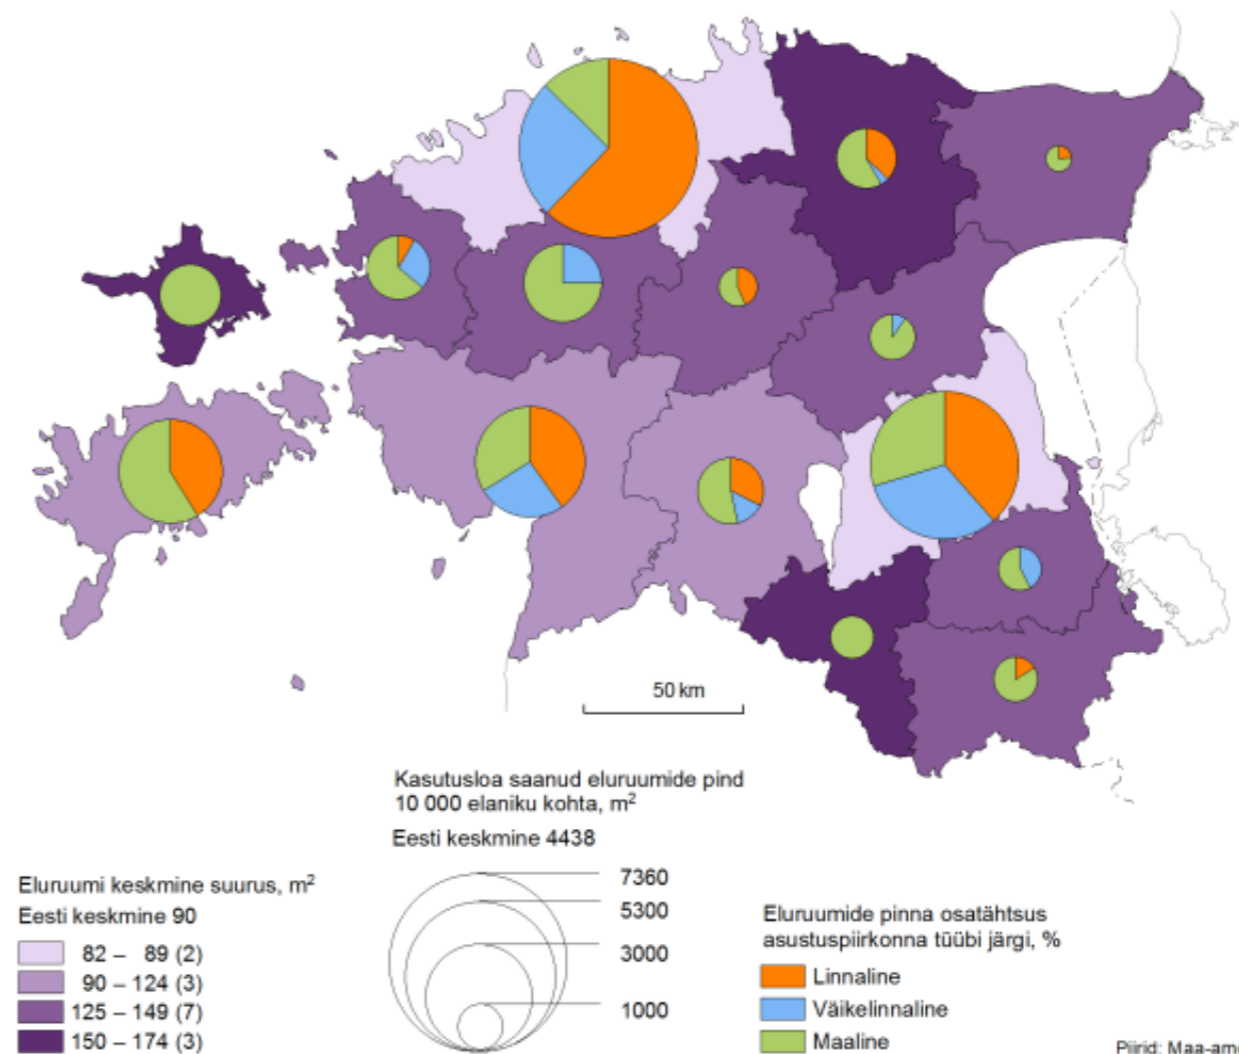 50 km
Kasutusloa saanud eluruumide pind
10 000 elaniku kohta, m²
Eesti keskmine 4438
7360
5300
3000
1000
Eluruumi keskmine suurus, m²
Eesti keskmine 90
82 – 89 (2)
90 – 124 (3)
125 – 149 (7)
150 – 174 (3)
Eluruumide pinna osatähtsus
asustuspiirkonna tüübi järgi, %
Linnaline
Väikelinnaline
Maaline
Piirid: